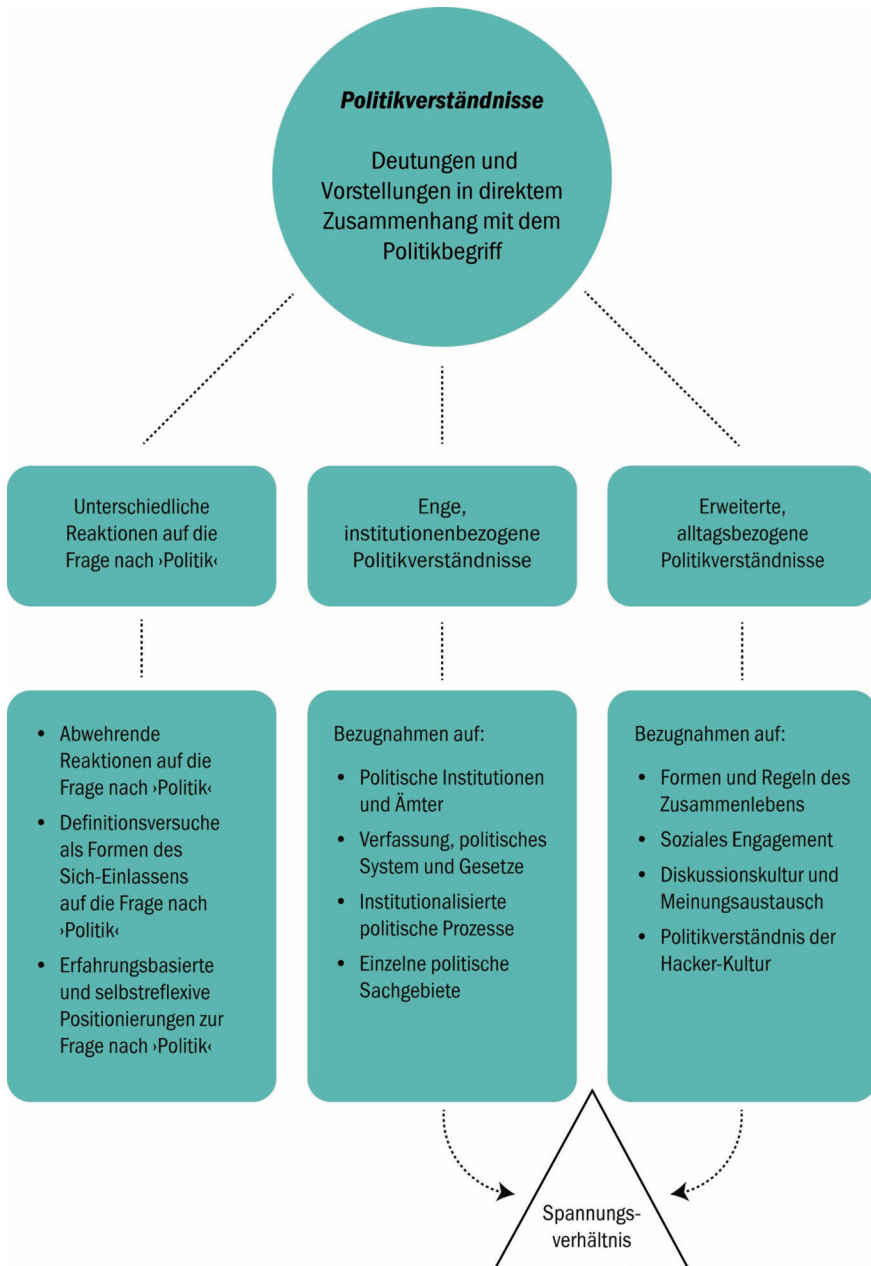 Politikverständnisse
Deutungen und
Vorstellungen in direktem
Zusammenhang mit dem
Politikbegriff
Unterschiedliche
Reaktionen auf die
Frage nach ›Politik‹
Enge,
institutionenbezogene
Politikverständnisse
Erweiterte,
alltagsbezogene
Politikverständnisse
• Abwehrende
Reaktionen auf die
Frage nach ›Politik‹
• Definitionsversuche
als Formen des
Sich-Einlassens
auf die Frage nach
›Politik‹
• Erfahrungsbasierte
und selbstreflexive
Positionierungen zur
Frage nach ›Politik‹
Bezugnahmen auf:
• Politische Institutionen
und Ämter
• Verfassung, politisches
System und Gesetze
• Institutionalisierte
politische Prozesse
• Einzelne politische
Sachgebiete
Bezugnahmen auf:
• Formen und Regeln des
Zusammenlebens
• Soziales Engagement
• Diskussionskultur und
Meinungsaustausch
• Politikverständnis der
Hacker-Kultur
Spannungs-
verhältnis